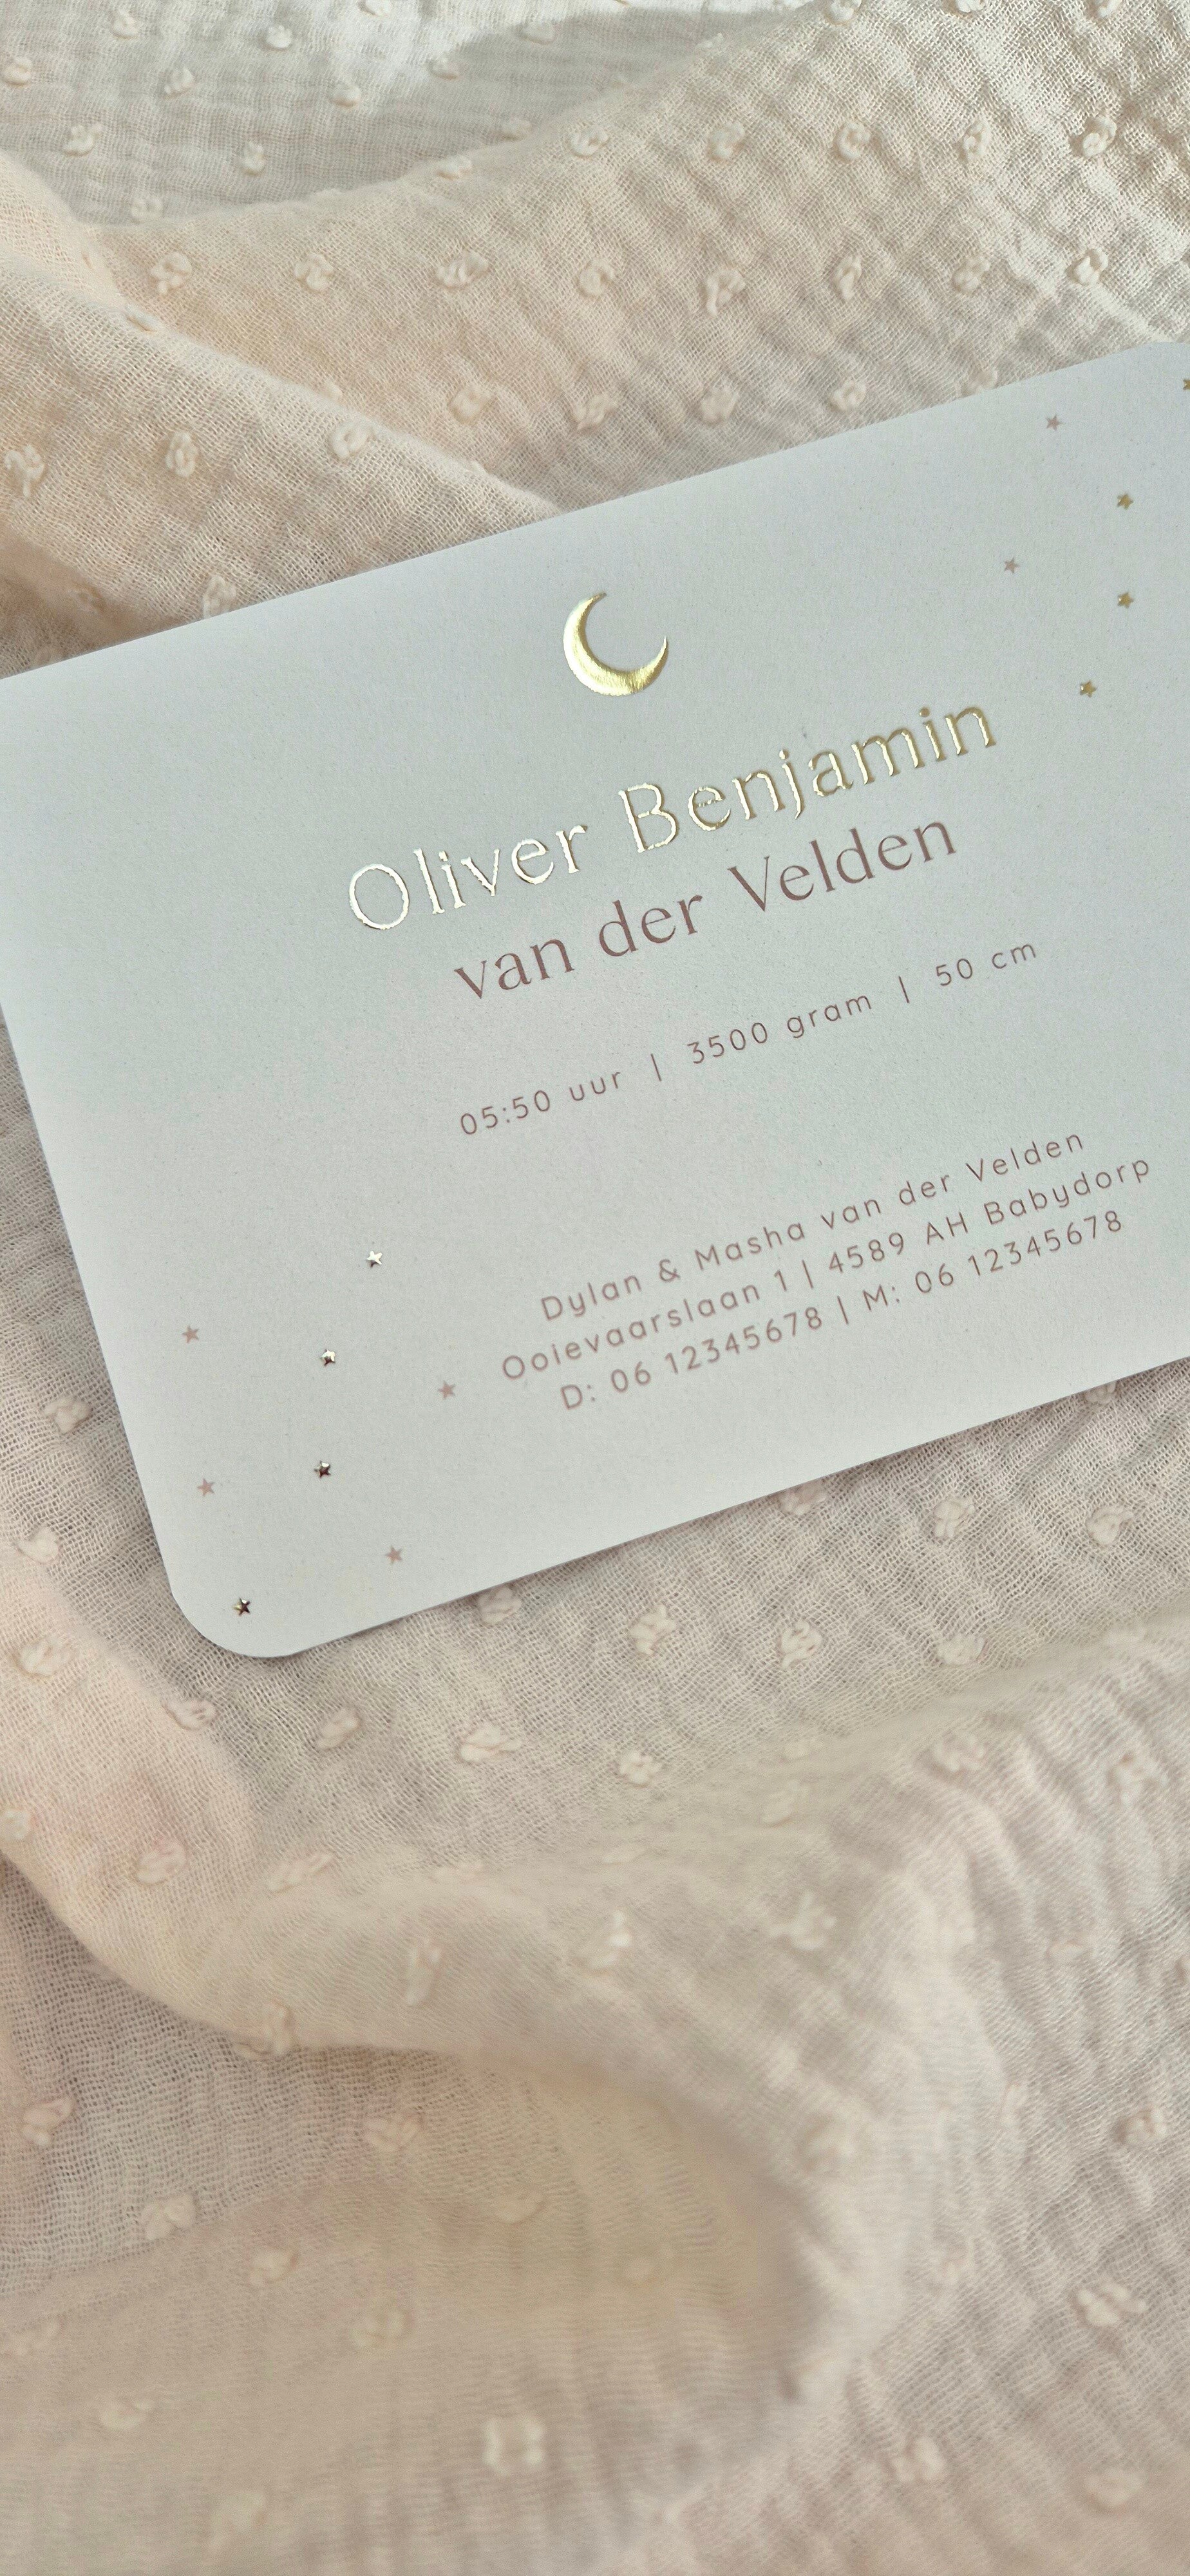 Oliver Benjamin
van der Velden
05:50 uur | 3500 gram | 50 cm
Dylan & Masha van der Velden
Ooievaarslaan 1 | 4589 AH Babydorp
D: 06 12345678 | M: 06 12345678